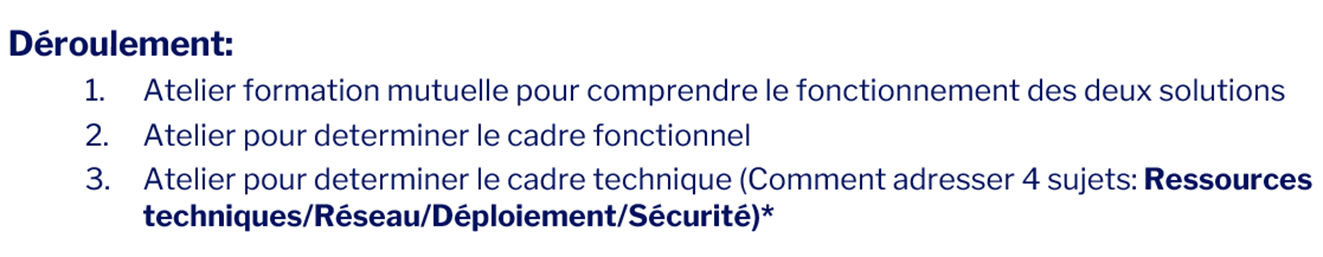 Déroulement:
1. Atelier formation mutuelle pour comprendre le fonctionnement des deux solutions
2. Atelier pour determiner le cadre fonctionnel
3. Atelier pour determiner le cadre technique (Comment adresser 4 sujets: Ressources
techniques/Réseau/Déploiement/Sécurité)*